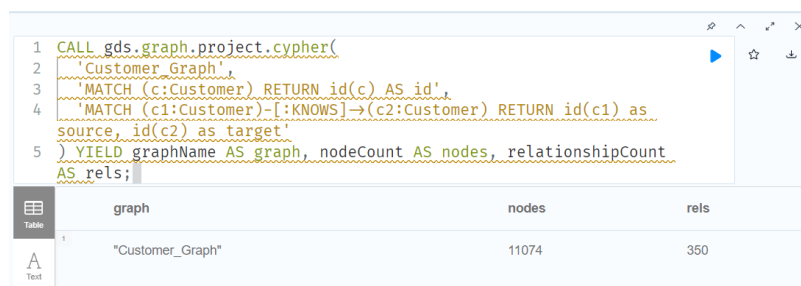 1 CALL gds.graph.project.cypher(
2 'Customer_Graph',
3 'MATCH (c:Customer) RETURN id(c) AS id',
4 'MATCH (c1:Customer)-[:KNOWS]→(c2:Customer) RETURN id(c1) as
source, id(c2) as target'
5 ) YIELD graphName AS graph, nodeCount AS nodes, relationshipCount
AS rels;
Table
graph nodes rels
1 "Customer_Graph" 11074 350
A
Text